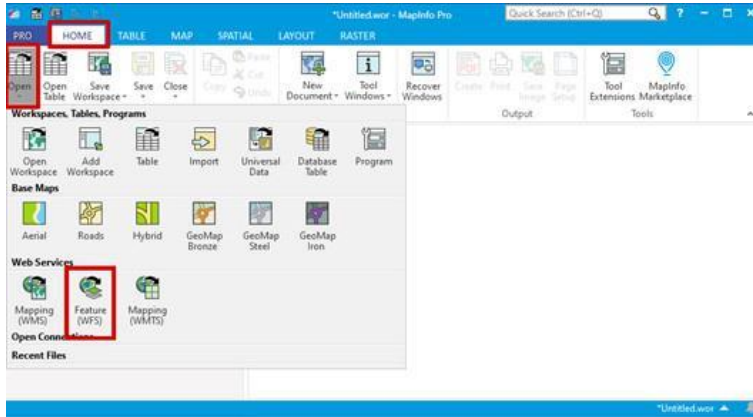 *Untitled.wor - MapInfo Pro
Quick Search (Ctrl+Q)
?
PRO HOME TABLE MAP SPATIAL LAYOUT RASTER
Open
Open Table
Save Workspace
Save
Close
Copy
Paste
Cut
Undo
New Document
Tool Windows
Recover Windows
Create
Print
Save Image
Page Setup
Tool Extensions
MapInfo Marketplace
Output
Tools
Workspaces, Tables, Programs
Open Workspace
Add Workspace
Table
Import
Universal Data
Database Table
Program
Base Maps
Aerial
Roads
Hybrid
GeoMap Bronze
GeoMap Steel
GeoMap Iron
Web Services
Mapping (WMS)
Feature (WFS)
Mapping (WMTS)
Open Connections
Recent Files
*Untitled.wor